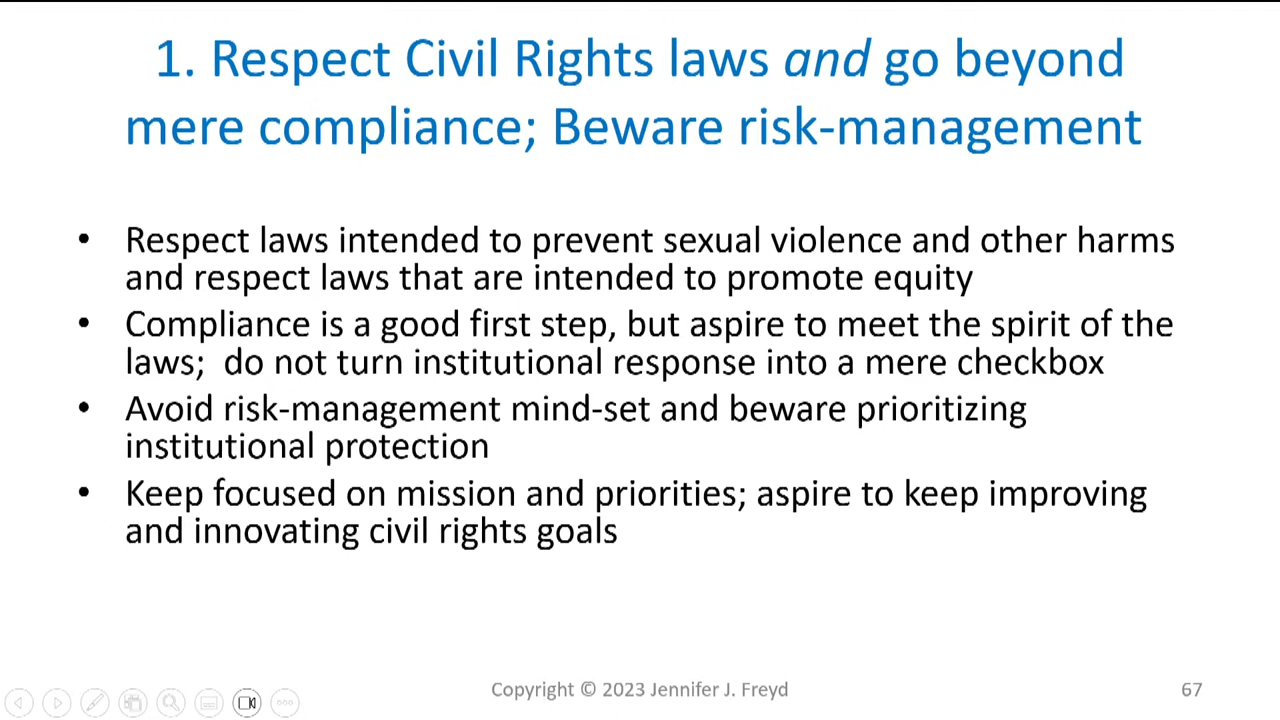 1. Respect Civil Rights laws and go beyond
mere compliance; Beware risk-management
• Respect laws intended to prevent sexual violence and other harms
and respect laws that are intended to promote equity
• Compliance is a good first step, but aspire to meet the spirit of the
laws;  do not turn institutional response into a mere checkbox
• Avoid risk-management mind-set and beware prioritizing
institutional protection
• Keep focused on mission and priorities; aspire to keep improving
and innovating civil rights goals
Copyright © 2023 Jennifer J. Freyd
67